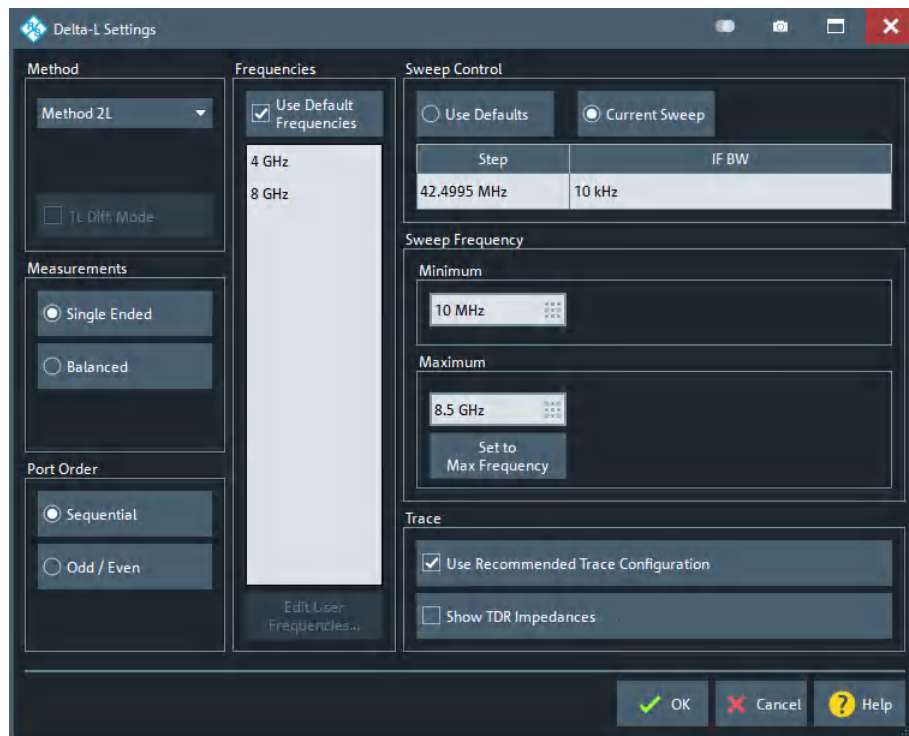 Delta-L Settings
Method
Method 2L
1L Diff. Mode
Measurements
Single Ended
Balanced
Port Order
Sequential
Odd / Even
Frequencies
Use Default
Frequencies
4 GHz
8 GHz
Edit User
Frequencies...
Sweep Control
Use Defaults
Current Sweep
Step IF BW
42.4995 MHz 10 kHz
Sweep Frequency
Minimum
10 MHz
Maximum
8.5 GHz
Set to
Max Frequency
Trace
Use Recommended Trace Configuration
Show TDR Impedances
OK
Cancel
? Help